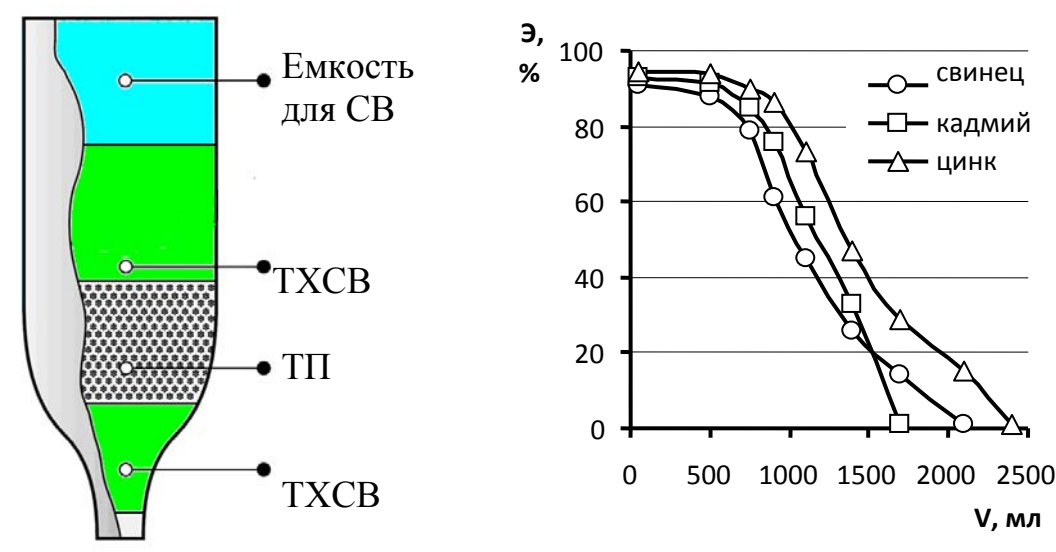 Емкость
для СВ
ТХСВ
ТП
ТХСВ
Э,
%
100
80
60
40
20
0
0 500 1000 1500 2000 2500
V, мл
свинец
кадмий
цинк